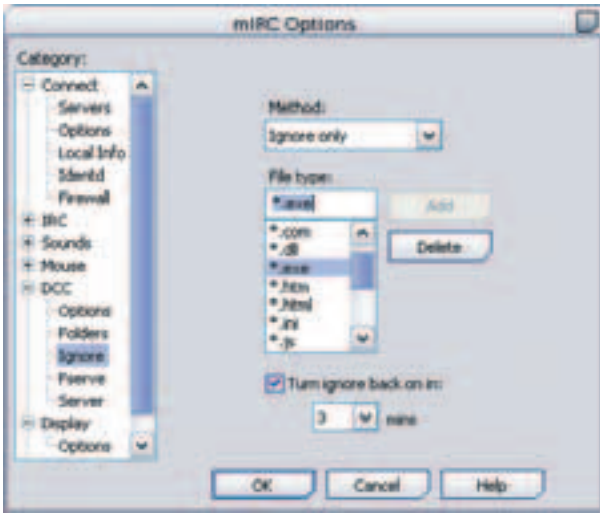 mIRC Options
Category:
Connect
Servers
Options
Local Info
Identd
Firewall
IRC
Sounds
Mouse
DCC
Options
Folders
Ignore
Fserve
Server
Display
Options
Method:
Ignore only
File type:
*.exe
Add
*.com
*.dll
*.exe
*.htm
*.html
*.ini
*.js
Delete
Turn ignore back on in:
3 mins
OK
Cancel
Help